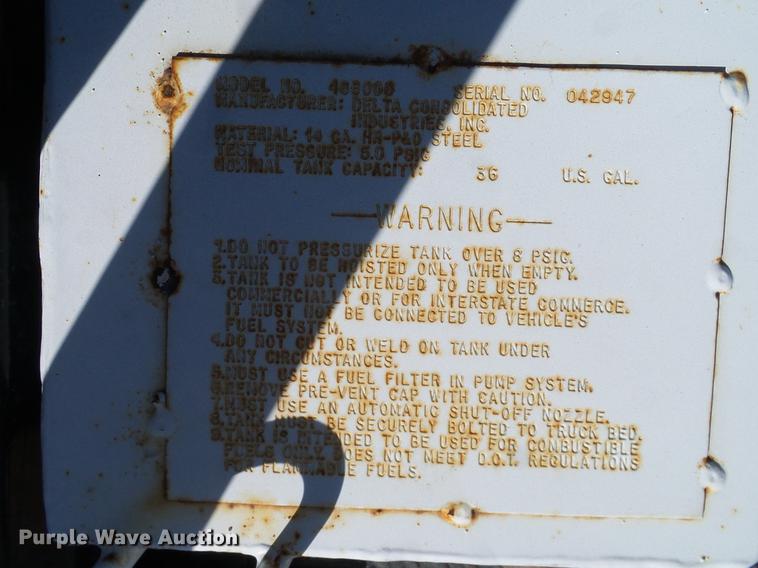 MODEL NO. 486000 SERIAL NO. 042947
MANUFACTURER: DELTA CONSOLIDATED
INDUSTRIES, INC.
MATERIAL: 14 GA. HR-P&O STEEL
TEST PRESSURE: 5.0 PSIG
NOMINAL TANK CAPACITY: 36 U.S. GAL.
—WARNING—
1.DO NOT PRESSURIZE TANK OVER 6 PSIG.
2.TANK TO BE HOISTED ONLY WHEN EMPTY.
3.TANK IS NOT INTENDED TO BE USED
COMMERCIALLY OR FOR INTERSTATE COMMERCE.
IT MUST NOT BE CONNECTED TO VEHICLE'S
FUEL SYSTEM.
4.DO NOT CUT OR WELD ON TANK UNDER
ANY CIRCUMSTANCES.
5.MUST USE A FUEL FILTER IN PUMP SYSTEM.
6.REMOVE PRE-VENT CAP WITH CAUTION.
7.MUST USE AN AUTOMATIC SHUT-OFF NOZZLE.
8.TANK MUST BE SECURELY BOLTED TO TRUCK BED.
9.TANK IS INTENDED TO BE USED FOR COMBUSTIBLE
FUELS ONLY. DOES NOT MEET D.O.T. REGULATIONS
FOR FLAMMABLE FUELS.
Purple Wave Auction